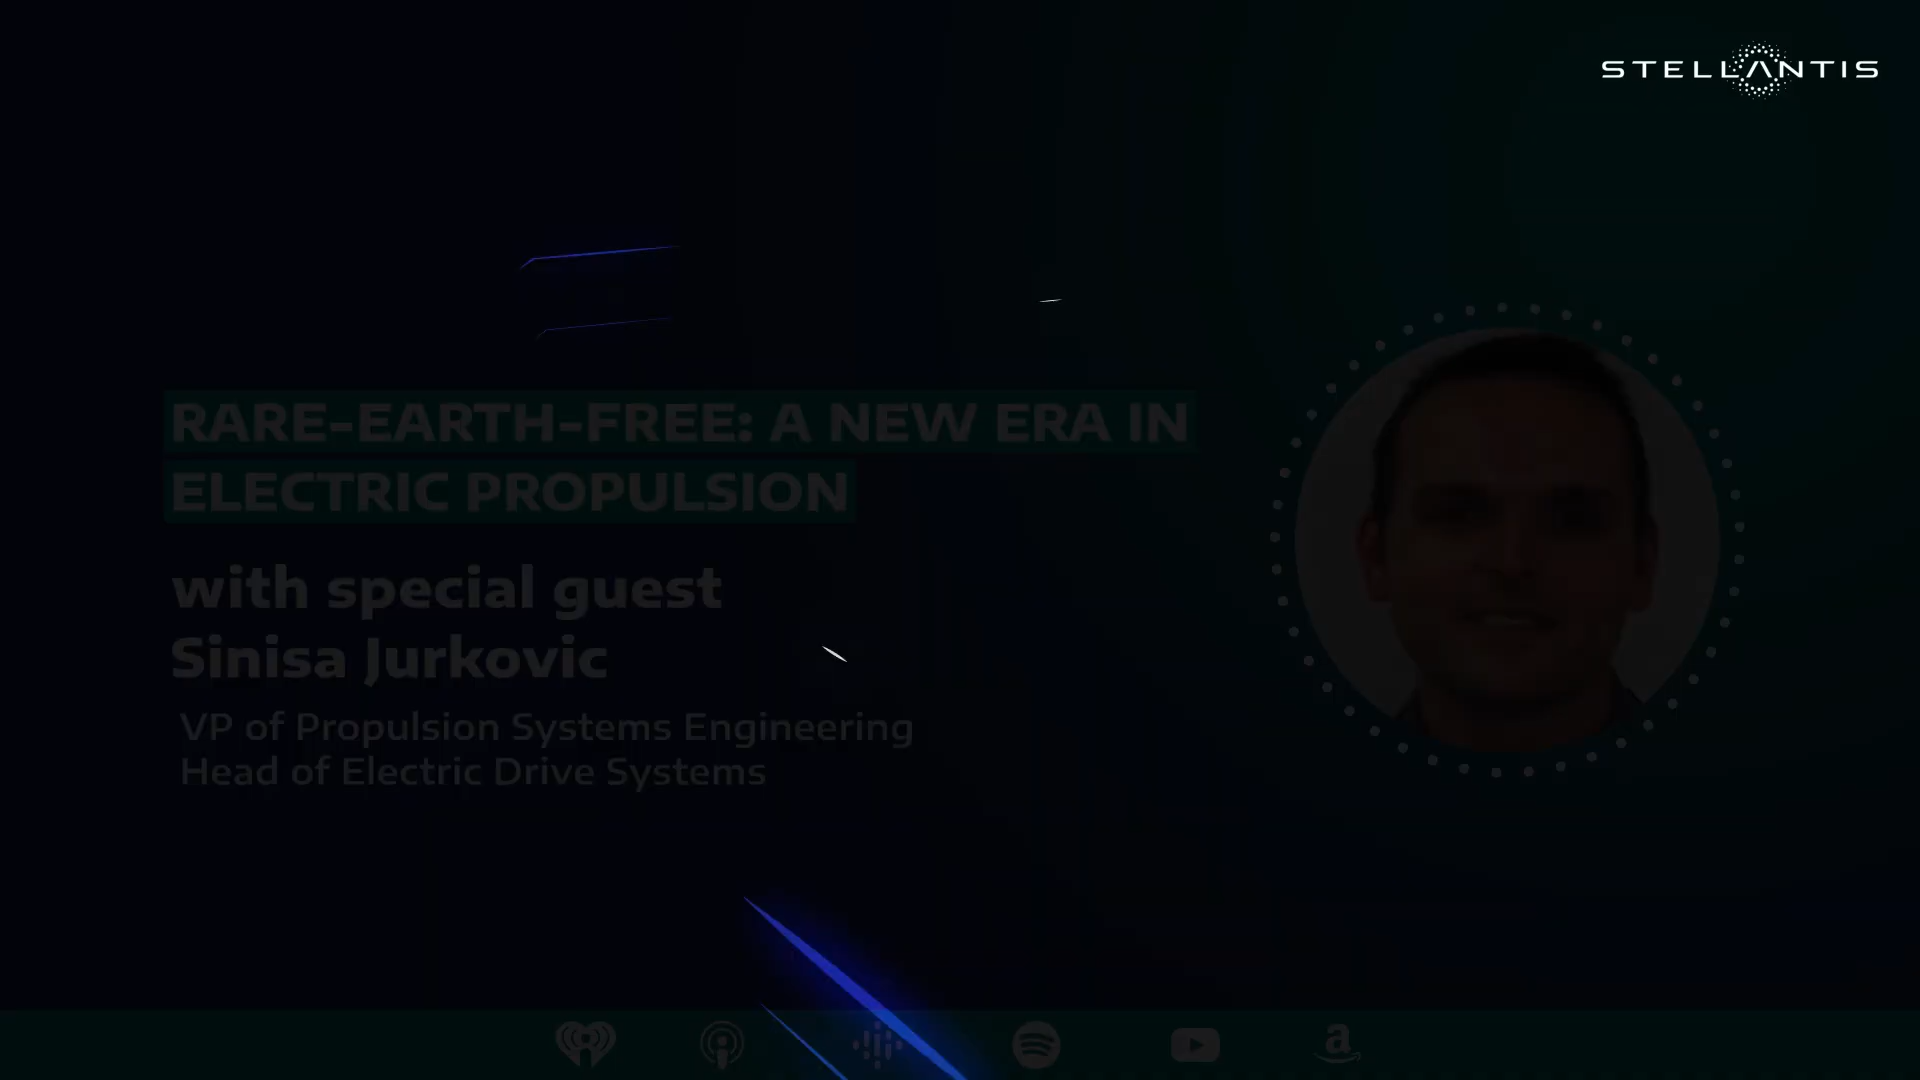 STELLANTIS
RARE-EARTH-FREE: A NEW ERA IN
ELECTRIC PROPULSION
with special guest
Sinisa Jurkovic
VP of Propulsion Systems Engineering
Head of Electric Drive Systems